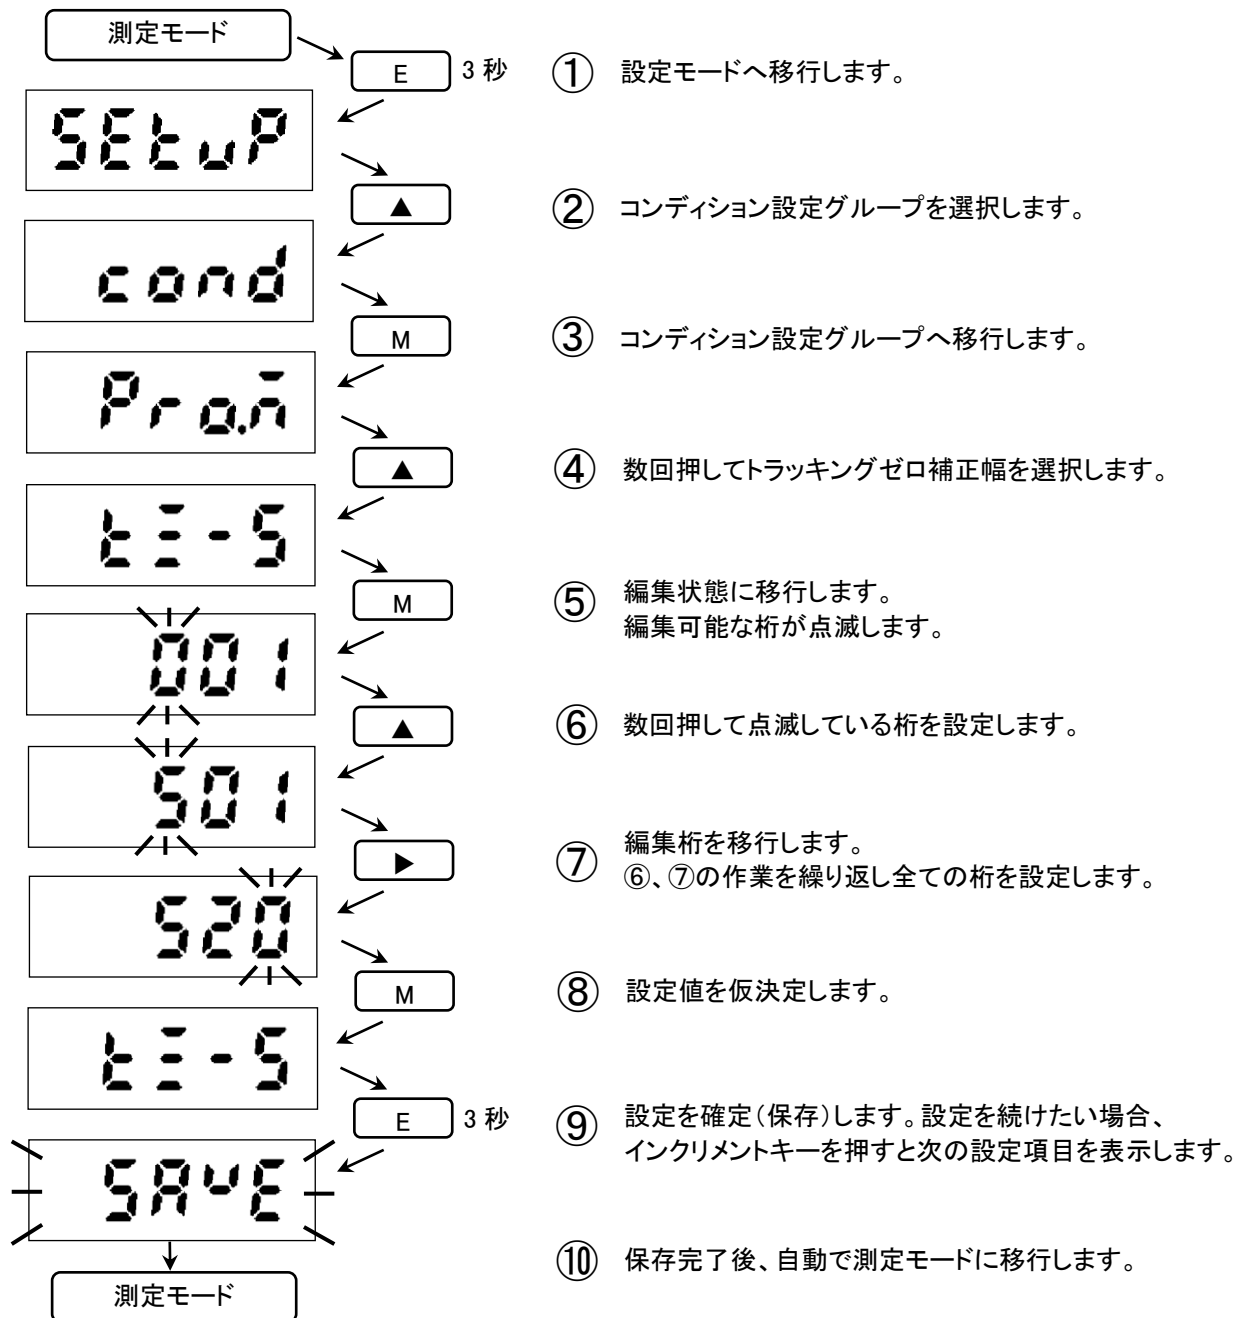 測定モード
E 3 秒 ① 設定モードへ移行します。
SEtuP
▲ ② コンディション設定グループを選択します。
cond
M ③ コンディション設定グループへ移行します。
Pro.
▲ ④ 数回押してトラッキングゼロ補正幅を選択します。
M ⑤ 編集状態に移行します。
編集可能な桁が点滅します。
001
▲ ⑥ 数回押して点滅している桁を設定します。
501
▶ ⑦ 編集桁を移行します。
⑥、⑦の作業を繰り返し全ての桁を設定します。
520
M ⑧ 設定値を仮決定します。
E 3 秒 ⑨ 設定を確定(保存)します。設定を続けたい場合、
インクリメントキーを押すと次の設定項目を表示します。
SAvE
⑩ 保存完了後、自動で測定モードに移行します。
測定モード